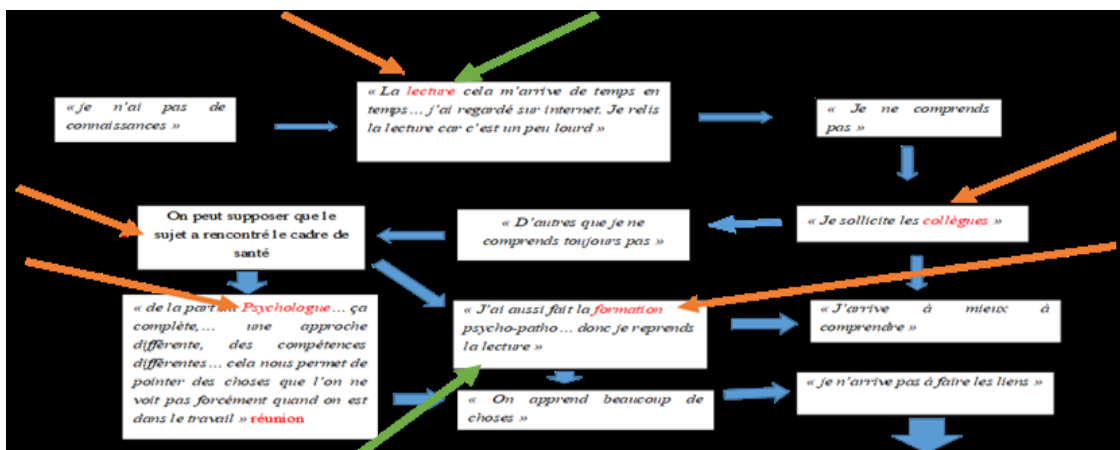 « je n'ai pas de
connaissances »
« La lecture cela m'arrive de temps en
temps… j'ai regardé sur internet. Je relis
la lecture car c'est un peu lourd »
« Je ne comprends
pas »
On peut supposer que le
sujet a rencontré le cadre de
santé
« D'autres que je ne
comprends toujours pas »
« Je sollicite les collègues »
« de la part Psychologue… ça
complète,… une approche
différente, des compétences
différentes… cela nous permet de
pointer des choses que l'on ne
voit pas forcément quand on est
dans le travail » réunion
« J'ai aussi fait la formation
psycho-patho… donc je reprends
la lecture »
« J'arrive à mieux à
comprendre »
« On apprend beaucoup de
choses »
« je n'arrive pas à faire les liens »